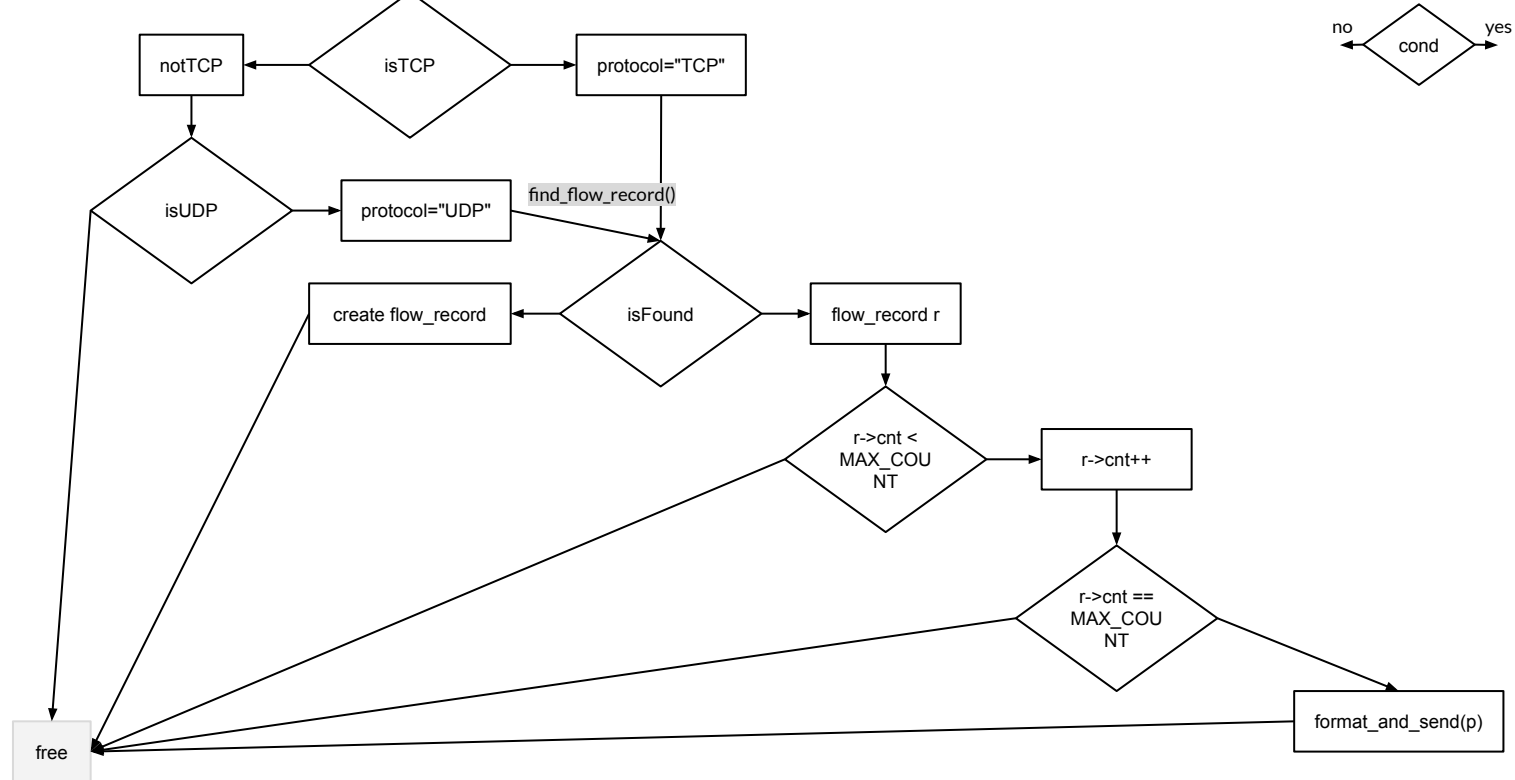 no
yes
cond
notTCP
isTCP
protocol="TCP"
find_flow_record()
isUDP
protocol="UDP"
create flow_record
isFound
flow_record r
r->cnt <
MAX_COU
NT
r->cnt++
r->cnt ==
MAX_COU
NT
format_and_send(p)
free